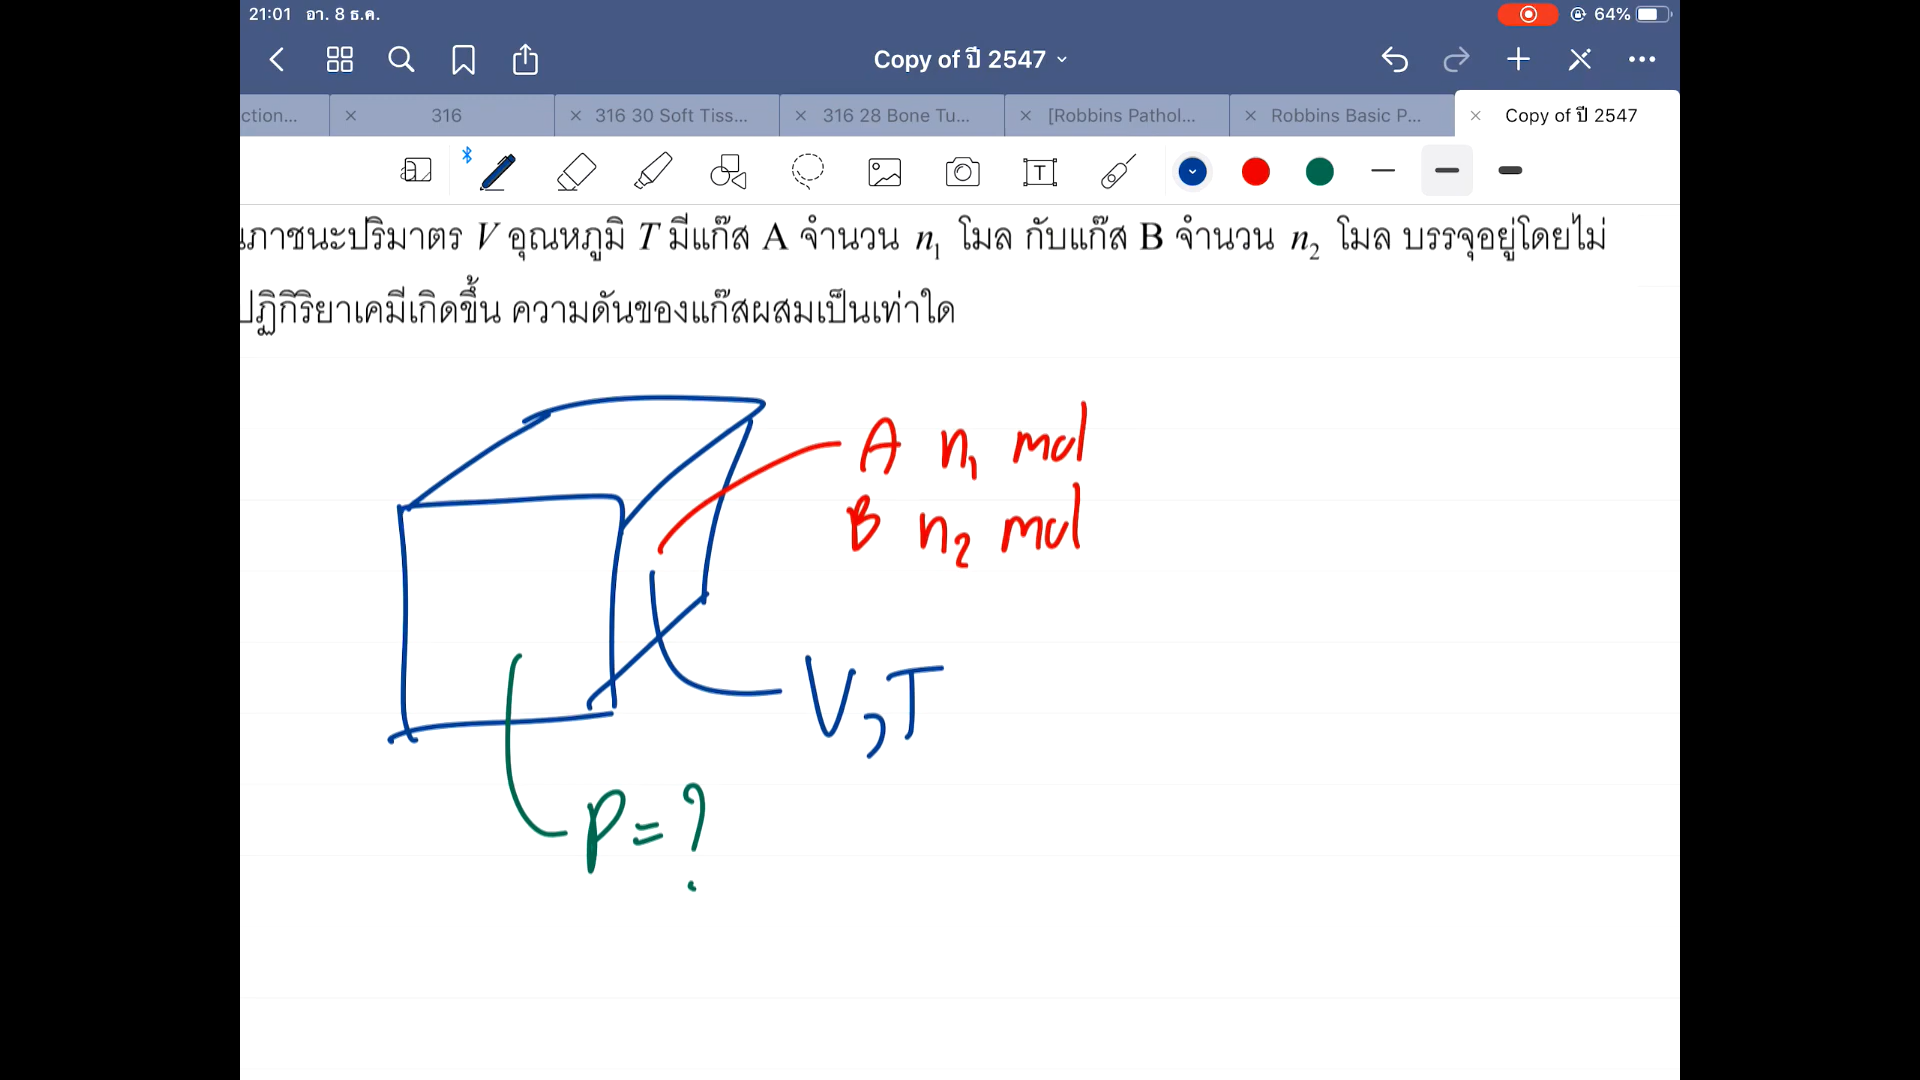 21:01 อา. 8 ธ.ค. 64%
Copy of ปี 2547
ction... 316 316 30 Soft Tiss... 316 28 Bone Tu... [Robbins Pathol... Robbins Basic P... Copy of ปี 2547
ภาชนะปริมาตร V อุณหภูมิ T มีแก๊ส A จำนวน n₁ โมล กับแก๊ส B จำนวน n₂ โมล บรรจุอยู่โดยไม่
ปฏิกิริยาเคมีเกิดขึ้น ความดันของแก๊สผสมเป็นเท่าใด
A n₁ mol
B n₂ mol
V, T
P = ?